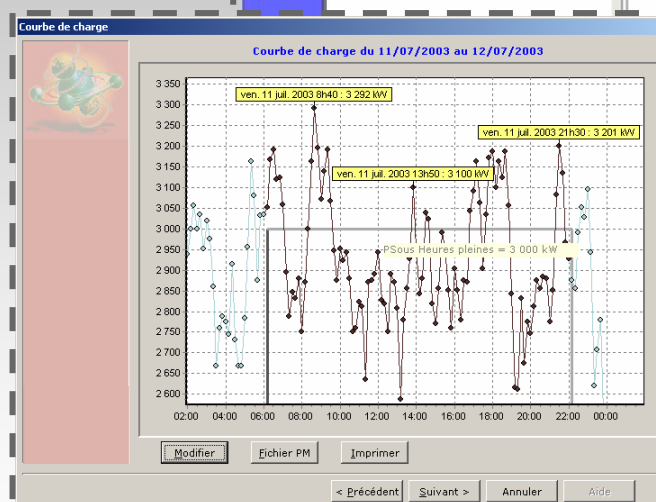 Courbe de charge
Courbe de charge du 11/07/2003 au 12/07/2003
3 350
3 300
3 250
3 200
3 150
3 100
3 050
3 000
2 950
2 900
2 850
2 800
2 750
2 700
2 650
2 600
ven. 11 juil. 2003 8h40 : 3 292 kW
ven. 11 juil. 2003 21h30 : 3 201 kW
ven. 11 juil. 2003 13h50 : 3 100 kW
PSous Heures pleines = 3 000 kW
02:00 04:00 06:00 08:00 10:00 12:00 14:00 16:00 18:00 20:00 22:00 00:00
Modifier Fichier PM Imprimer
< Précédent Suivant > Annuler Aide